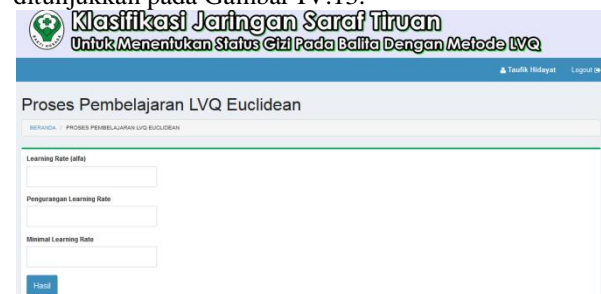 ditunjukkan pada Gambar IV.13.
Klasifikasi Jaringan Saraf Tiruan
Untuk Menentukan Status Gizi Pada Balita Dengan Metode LVQ
Taufik Hidayat Logout
Proses Pembelajaran LVQ Euclidean
BERANDA / PROSES PEMBELAJARAN LVQ EUCLIDEAN
Learning Rate (alfa)
Pengurangan Learning Rate
Minimal Learning Rate
Hasil